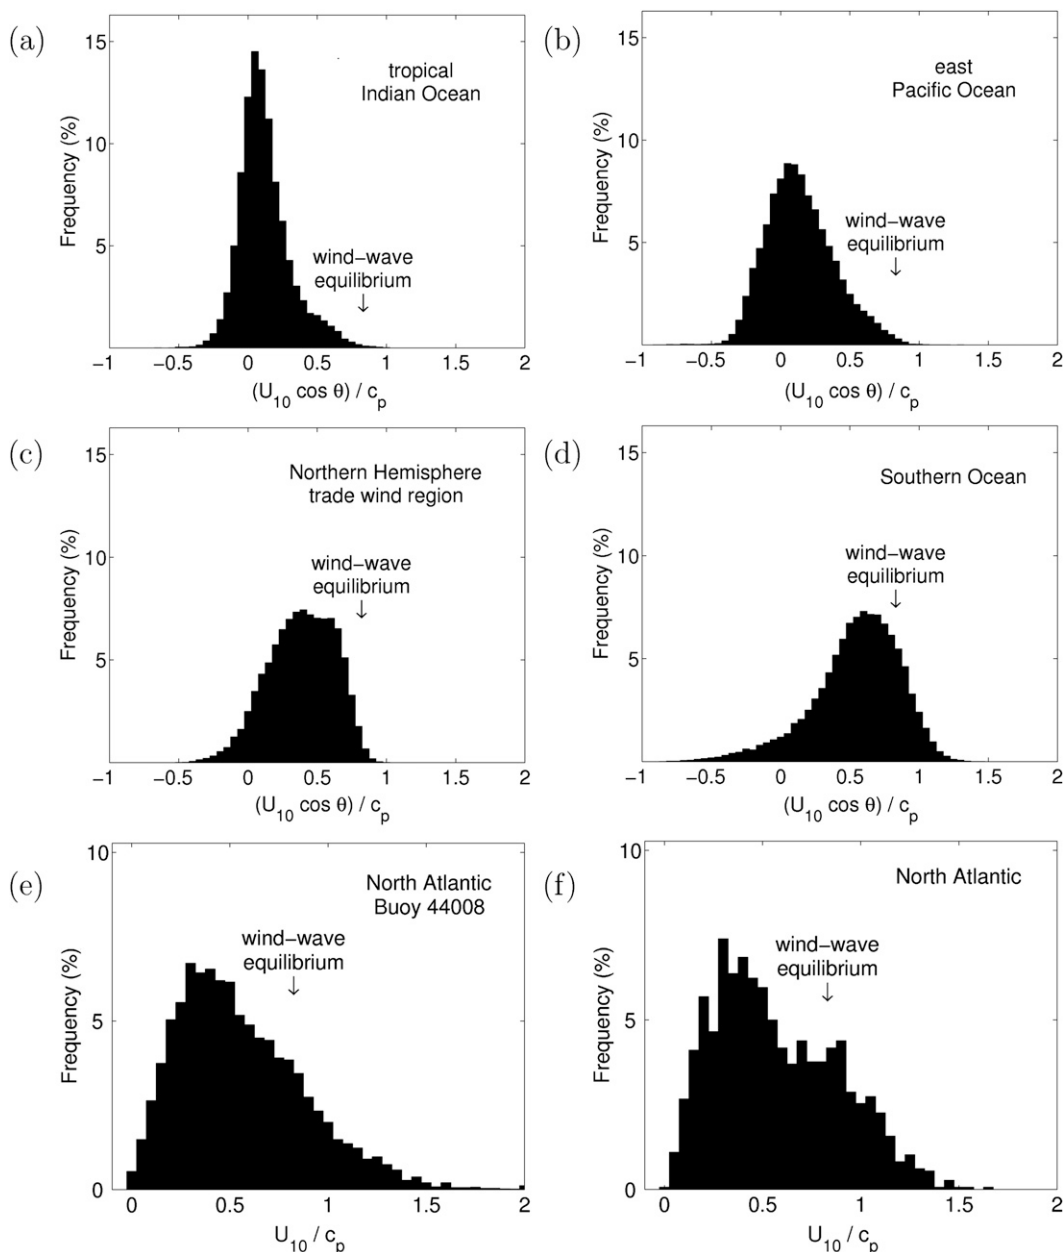 (a)
15
10
5
Frequency (%)
tropical
Indian Ocean
wind–wave
equilibrium
↓
−1 −0.5 0 0.5 1 1.5 2
(U10 cos θ) / cp
(b)
15
10
5
Frequency (%)
east
Pacific Ocean
wind–wave
equilibrium
↓
−1 −0.5 0 0.5 1 1.5 2
(U10 cos θ) / cp
(c)
15
10
5
Frequency (%)
Northern Hemisphere
trade wind region
wind–wave
equilibrium
↓
−1 −0.5 0 0.5 1 1.5 2
(U10 cos θ) / cp
(d)
15
10
5
Frequency (%)
Southern Ocean
wind–wave
equilibrium
↓
−1 −0.5 0 0.5 1 1.5 2
(U10 cos θ) / cp
(e)
10
5
0
Frequency (%)
North Atlantic
Buoy 44008
wind–wave
equilibrium
↓
0 0.5 1 1.5 2
U10 / cp
(f)
10
5
0
Frequency (%)
North Atlantic
wind–wave
equilibrium
↓
0 0.5 1 1.5 2
U10 / cp